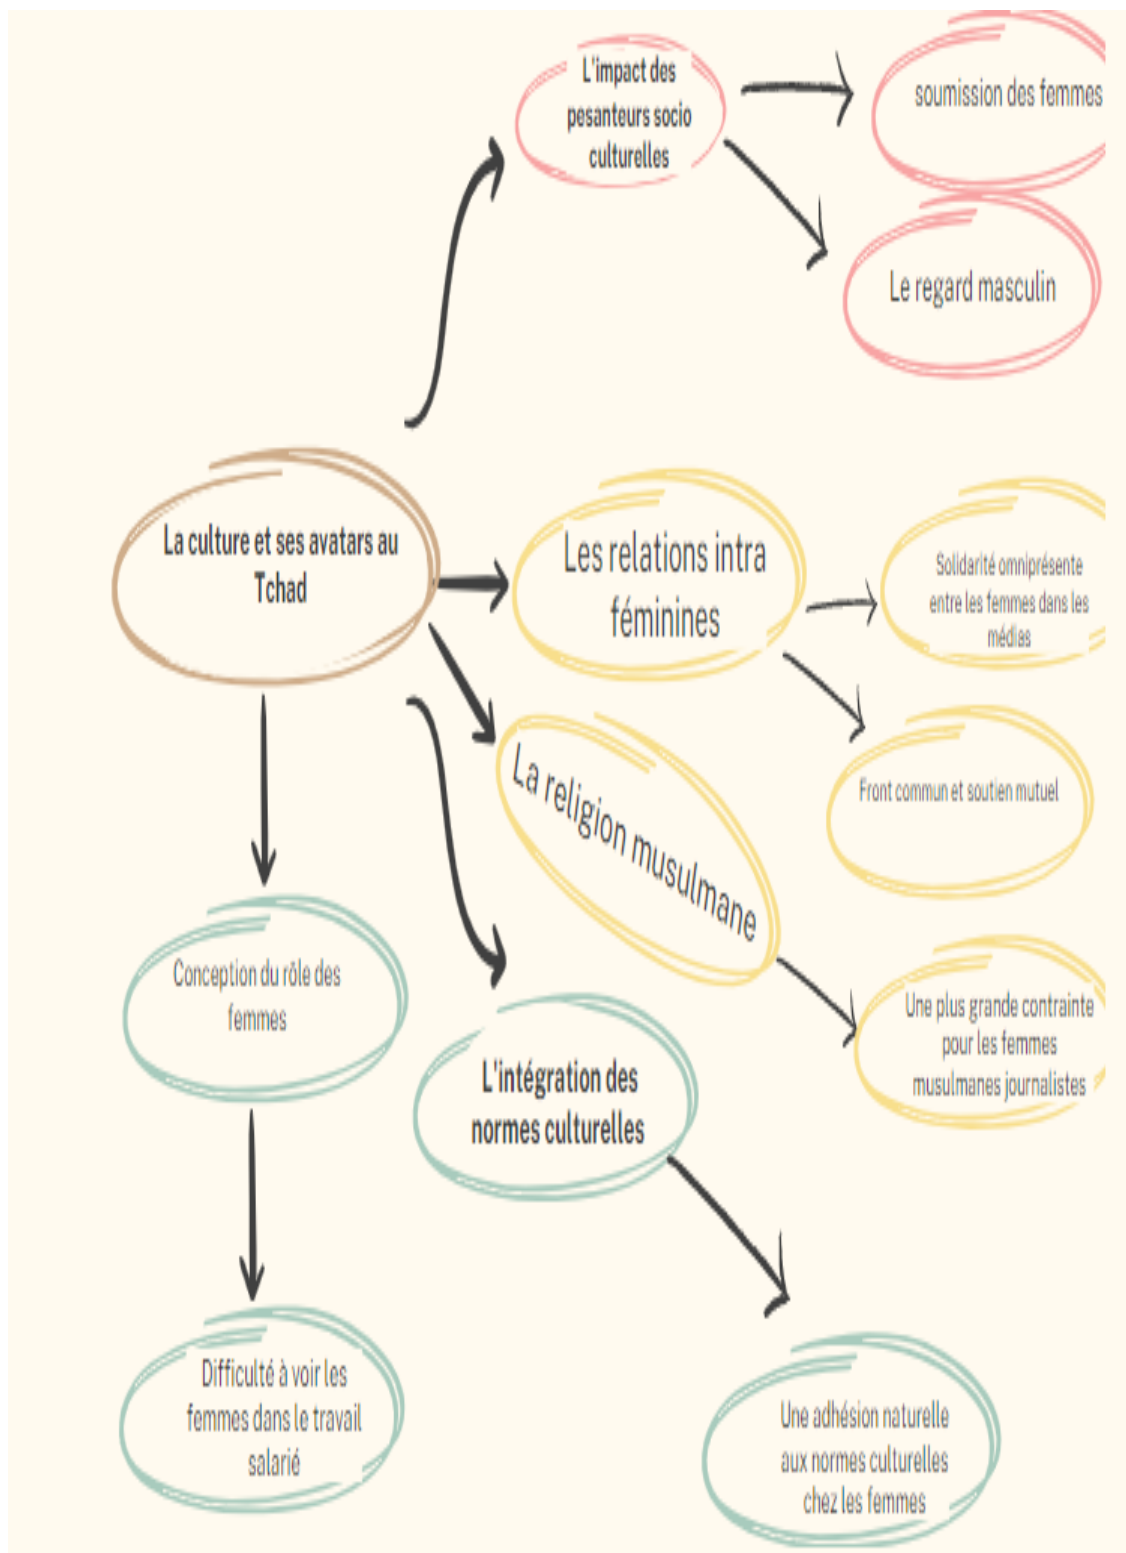 L'impact des
pesanteurs socio
culturelles
soumission des femmes
Le regard masculin
La culture et ses avatars au
Tchad
Les relations intra
féminines
Solidarité omniprésente
entre les femmes dans les
médias
Front commun et soutien mutuel
La religion musulmane
Une plus grande contrainte
pour les femmes
musulmanes journalistes
Conception du rôle des
femmes
L'intégration des
normes culturelles
Difficulté à voir les
femmes dans le travail
salarié
Une adhésion naturelle
aux normes culturelles
chez les femmes